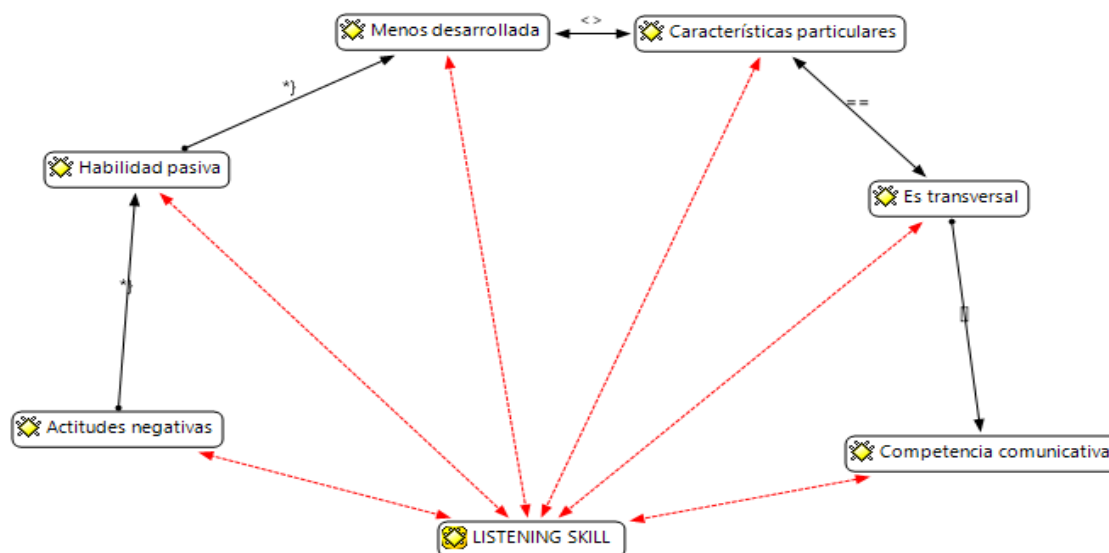 Menos desarrollada
< >
Características particulares
*}
==
Habilidad pasiva
Es transversal
*}
[]
Actitudes negativas
Competencia comunicativa
LISTENING SKILL